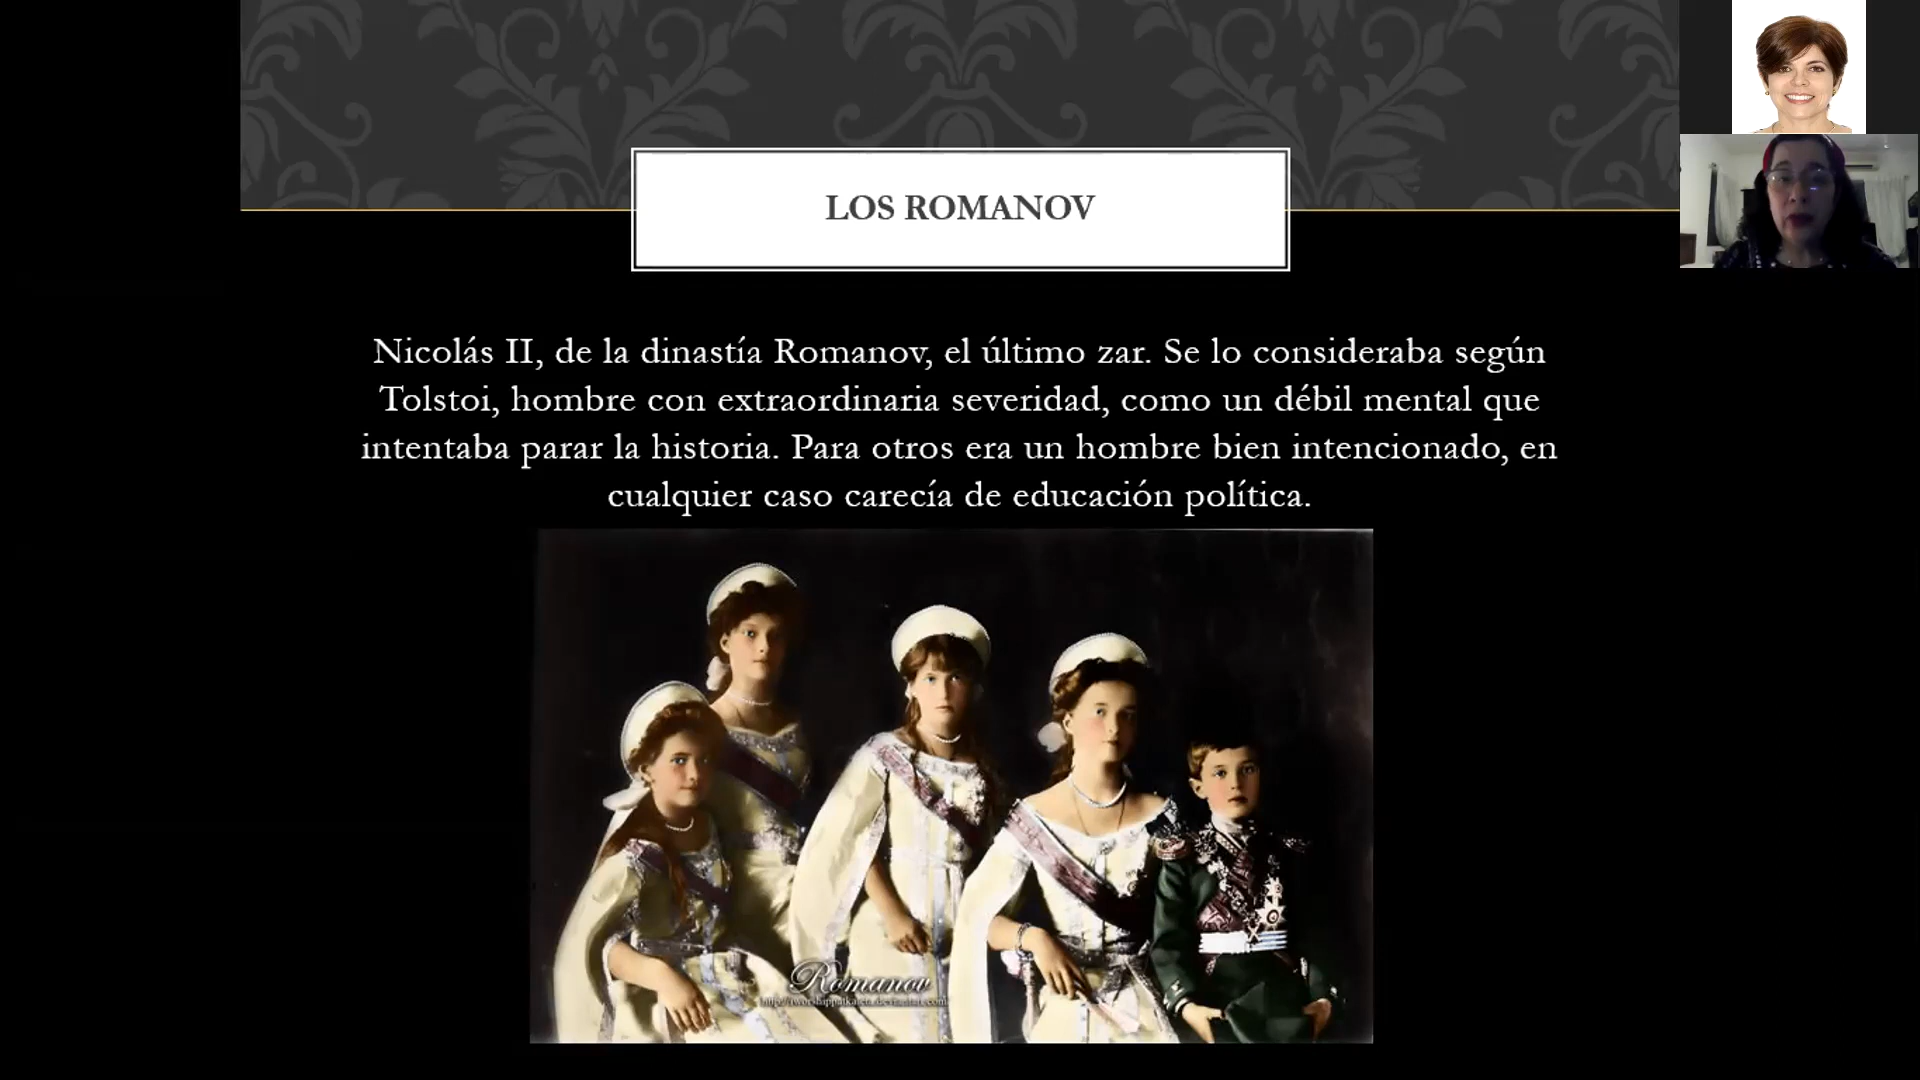 LOS ROMANOV
Nicolás II, de la dinastía Romanov, el último zar. Se lo consideraba según
Tolstoi, hombre con extraordinaria severidad, como un débil mental que
intentaba parar la historia. Para otros era un hombre bien intencionado, en
cualquier caso carecía de educación política.
Romanov